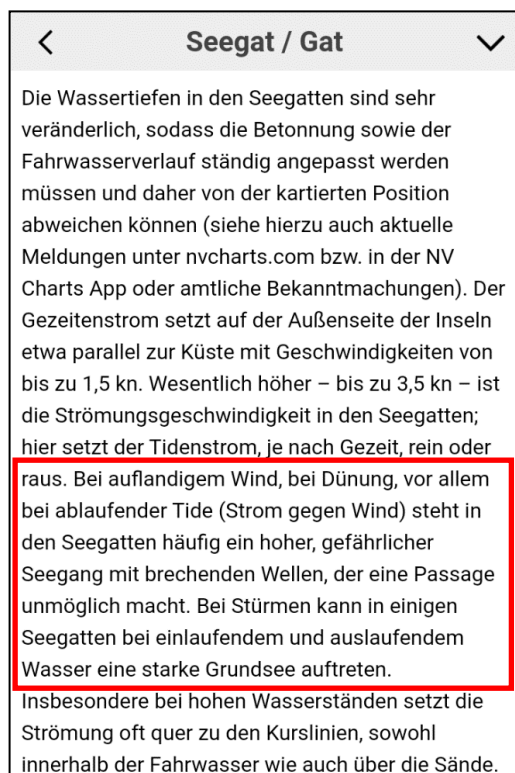 Seegat / Gat
Die Wassertiefen in den Seegatten sind sehr
veränderlich, sodass die Betonnung sowie der
Fahrwasserverlauf ständig angepasst werden
müssen und daher von der kartierten Position
abweichen können (siehe hierzu auch aktuelle
Meldungen unter nvcharts.com bzw. in der NV
Charts App oder amtliche Bekanntmachungen). Der
Gezeitenstrom setzt auf der Außenseite der Inseln
etwa parallel zur Küste mit Geschwindigkeiten von
bis zu 1,5 kn. Wesentlich höher – bis zu 3,5 kn – ist
die Strömungsgeschwindigkeit in den Seegatten;
hier setzt der Tidenstrom, je nach Gezeit, rein oder
raus. Bei auflandigem Wind, bei Dünung, vor allem
bei ablaufender Tide (Strom gegen Wind) steht in
den Seegatten häufig ein hoher, gefährlicher
Seegang mit brechenden Wellen, der eine Passage
unmöglich macht. Bei Stürmen kann in einigen
Seegatten bei einlaufendem und auslaufendem
Wasser eine starke Grundsee auftreten.
Insbesondere bei hohen Wasserständen setzt die
Strömung oft quer zu den Kurslinien, sowohl
innerhalb der Fahrwasser wie auch über die Sände.